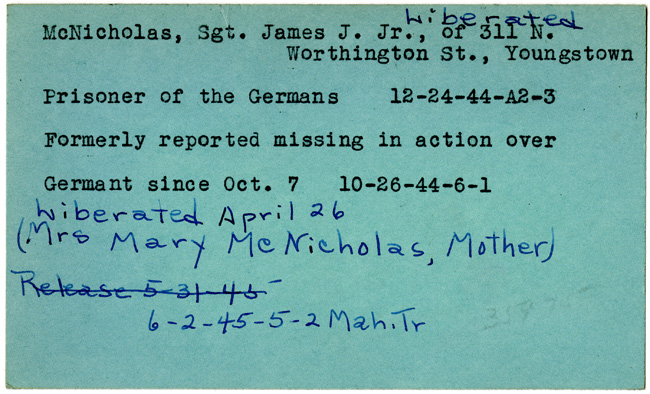 Liberated
McNicholas, Sgt. James J. Jr., of 311 N.
Worthington St., Youngstown
Prisoner of the Germans 12-24-44-A2-3
Formerly reported missing in action over
Germant since Oct. 7 10-26-44-6-1
Liberated April 26
(Mrs Mary McNicholas, Mother)
Release 5-31-45-
6-2-45-5-2 Mah.Tr